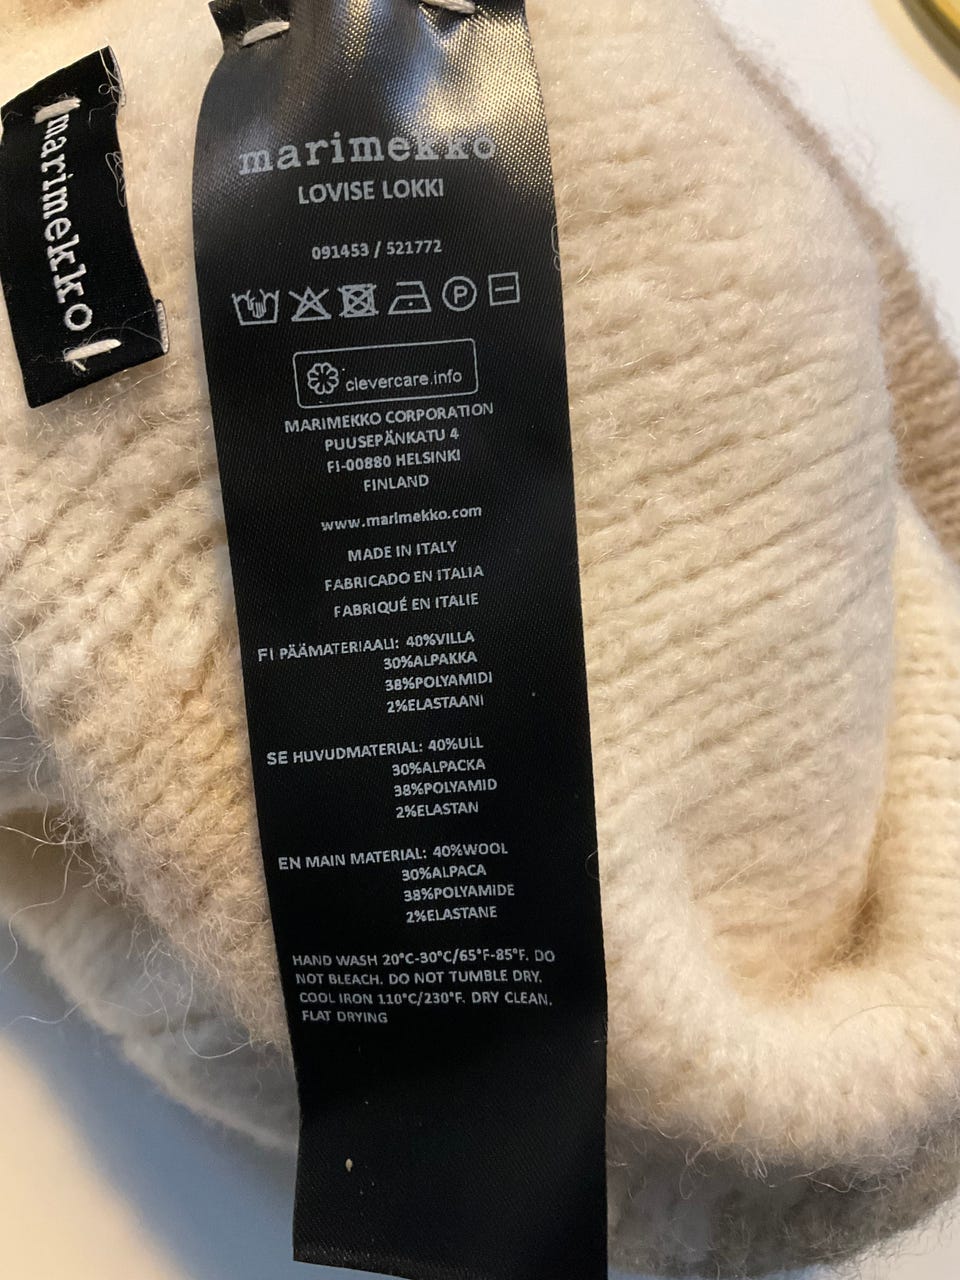 marimekko
marimekko
LOVISE LOKKI
091453 / 521772
P
clevercare.info
MARIMEKKO CORPORATION
PUUSEPÄNKATU 4
FI-00880 HELSINKI
FINLAND
www.marimekko.com
MADE IN ITALY
FABRICADO EN ITALIA
FABRIQUÉ EN ITALIE
FI PÄÄMATERIAALI: 40%VILLA
30%ALPAKKA
38%POLYAMIDI
2%ELASTAANI
SE HUVUDMATERIAL: 40%ULL
30%ALPACKA
38%POLYAMID
2%ELASTAN
EN MAIN MATERIAL: 40%WOOL
30%ALPACA
38%POLYAMIDE
2%ELASTANE
HAND WASH 20°C-30°C/65°F-85°F. DO
NOT BLEACH. DO NOT TUMBLE DRY.
COOL IRON 110°C/230°F. DRY CLEAN.
FLAT DRYING